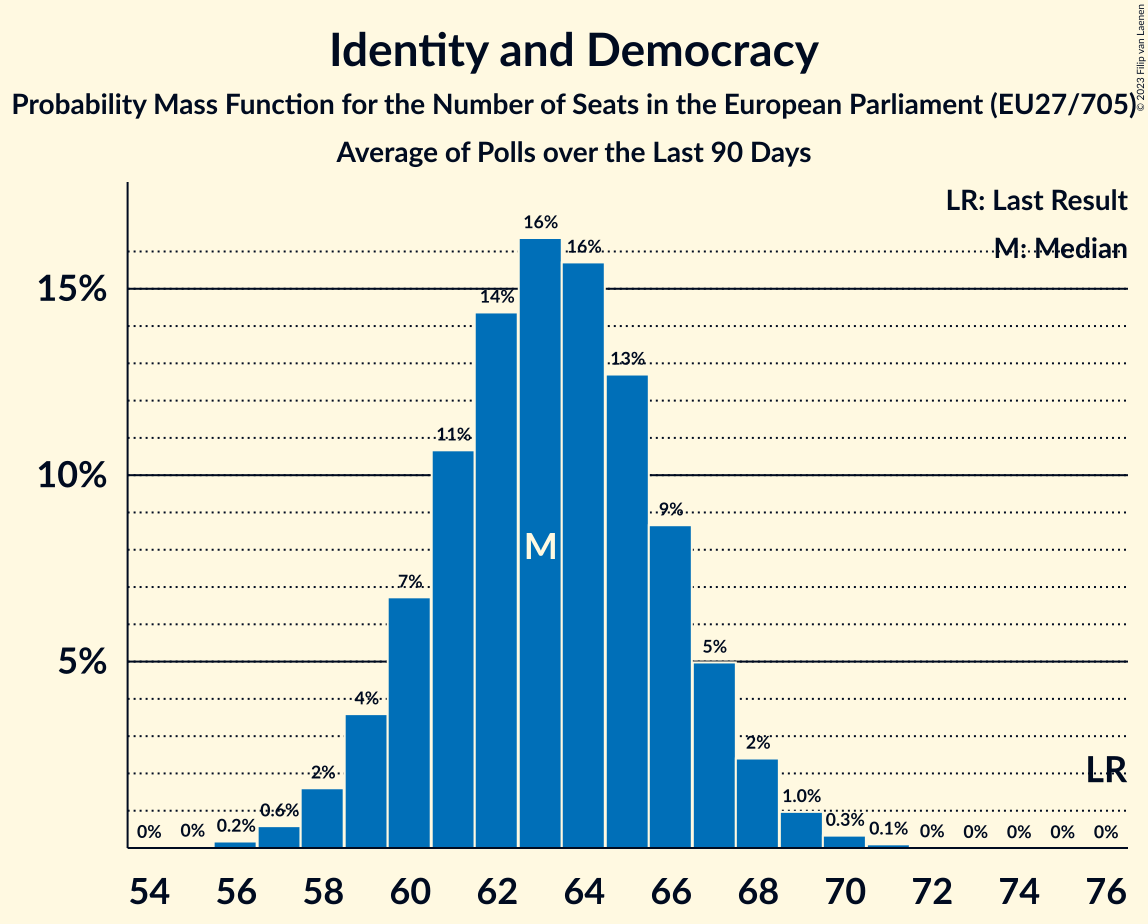 Identity and Democracy
Probability Mass Function for the Number of Seats in the European Parliament (EU27/705)
Average of Polls over the Last 90 Days
© 2023 Filip van Laenen
LR: Last Result
M: Median
15%
10%
5%
0% 0% 0.2% 0.6% 2% 4% 7% 11% 14% 16% 16% 13% 9% 5% 2% 1.0% 0.3% 0.1% 0% 0% 0% 0% 0%
M
LR
54 56 58 60 62 64 66 68 70 72 74 76